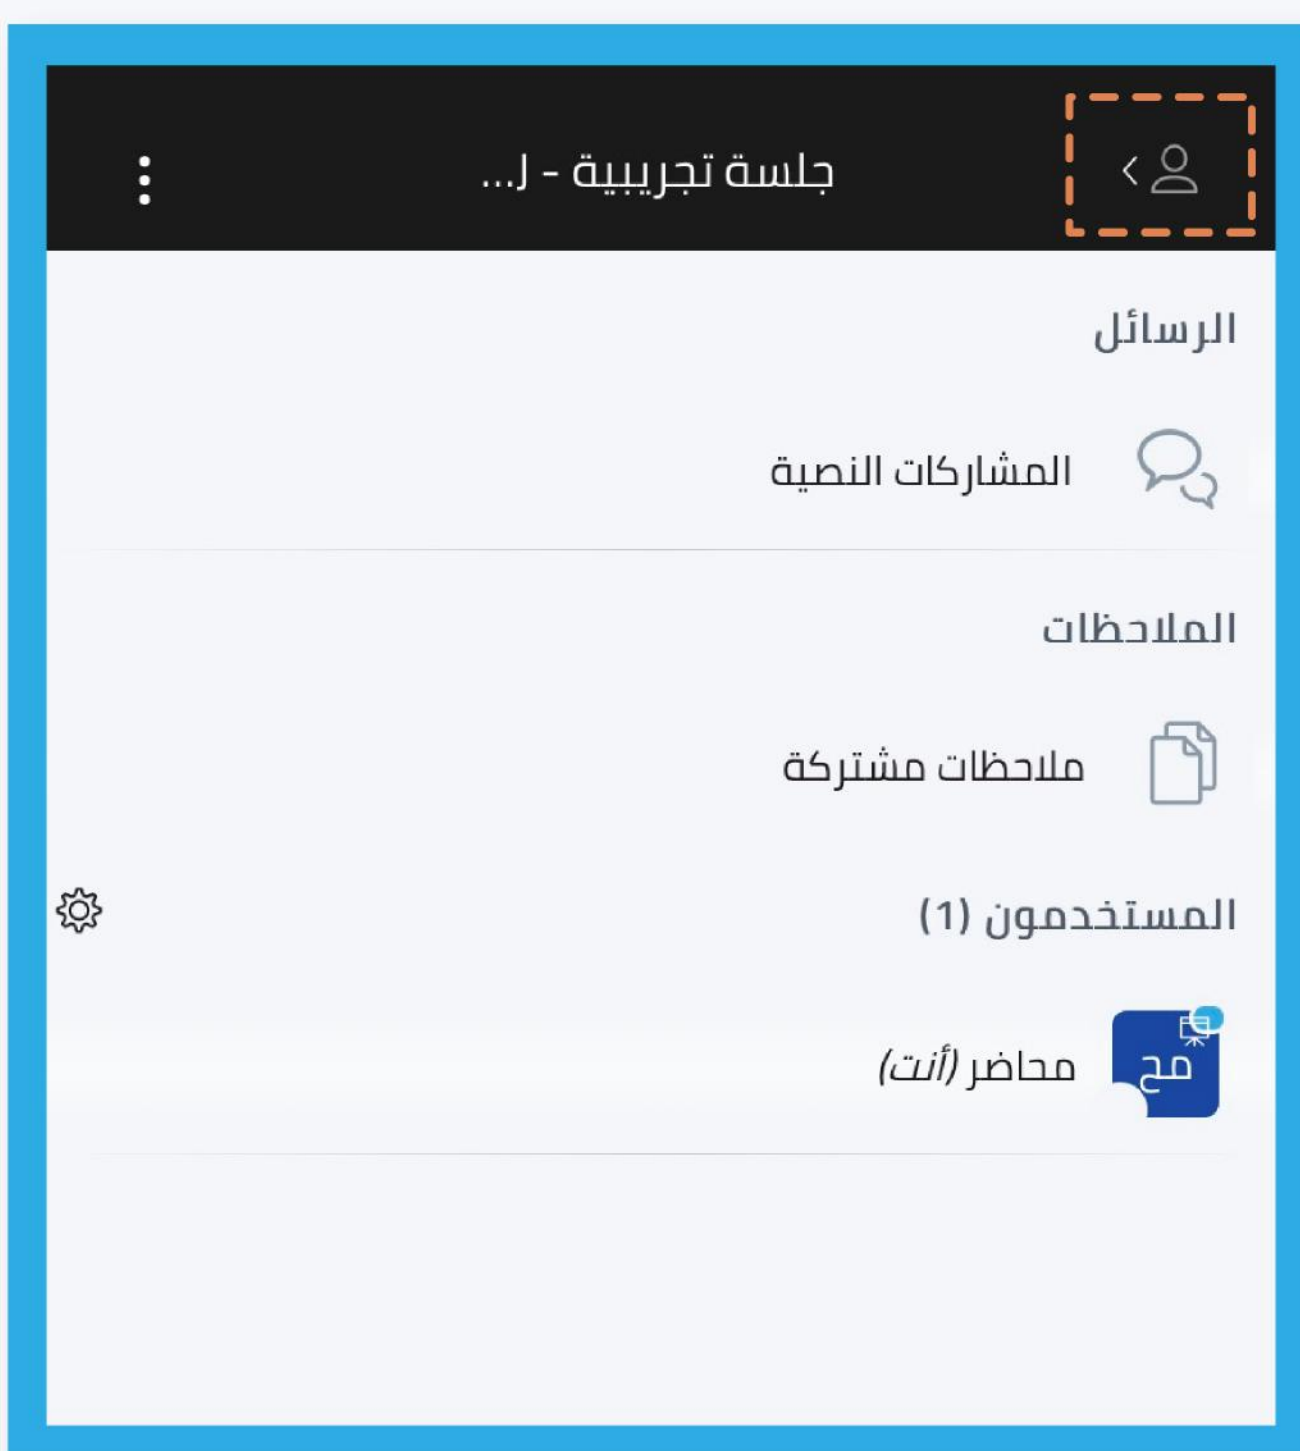 جلسة تجريبية - ل...
الرسائل
المشاركات النصية
الملاحظات
ملاحظات مشتركة
المستخدمون (1)
مح
محاضر (أنت)